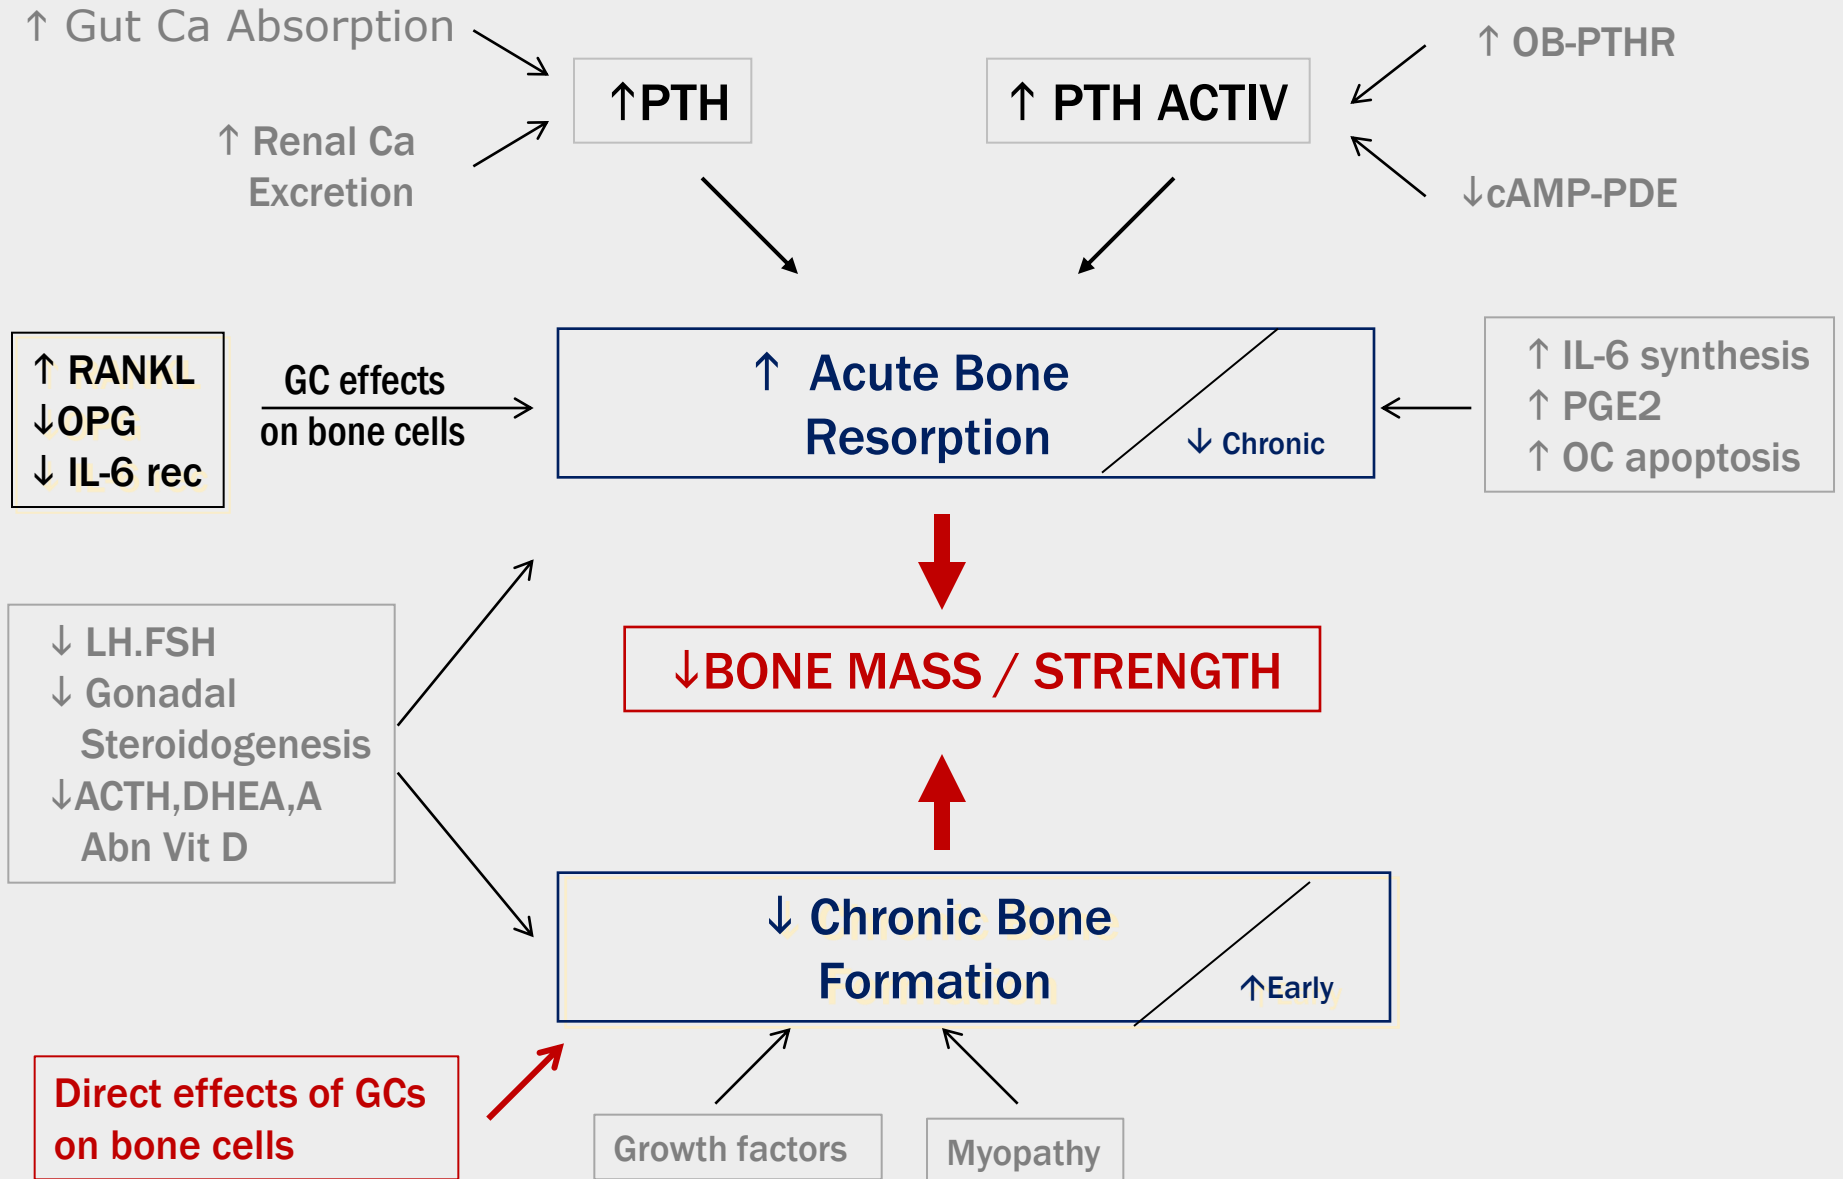 ↑ Gut Ca Absorption
↑ Renal Ca
Excretion
↑PTH
↑ PTH ACTIV
↑ OB-PTHR
↓cAMP-PDE
↑ RANKL
↓OPG
↓ IL-6 rec
GC effects
on bone cells
↑ Acute Bone
Resorption
↓ Chronic
↑ IL-6 synthesis
↑ PGE2
↑ OC apoptosis
↓ LH.FSH
↓ Gonadal
Steroidogenesis
↓ACTH,DHEA,A
Abn Vit D
↓BONE MASS / STRENGTH
↓ Chronic Bone
Formation
↑Early
Direct effects of GCs
on bone cells
Growth factors
Myopathy